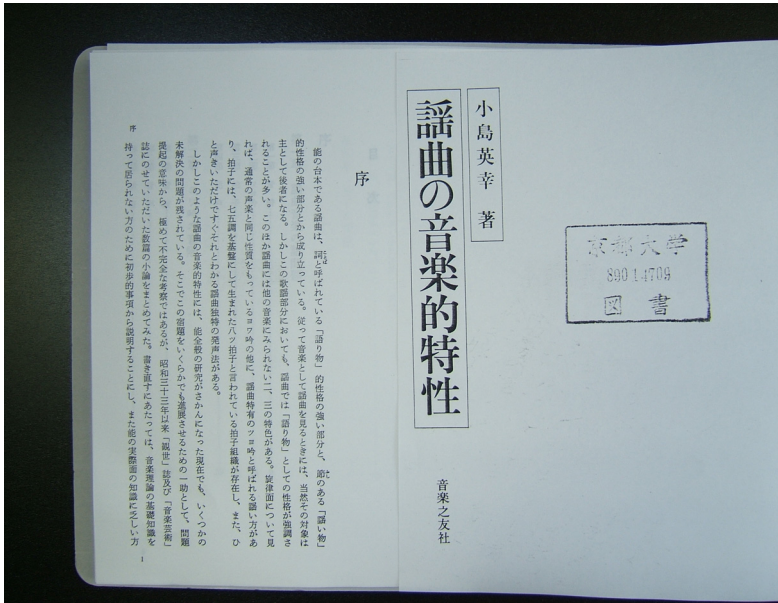 小島英幸 著
謡曲の音楽的特性
音楽之友社
京都大学
89014709
図書
序
能の台本である謡曲は、詞と呼ばれている「語り物」的性格の強い部分と、節のある「謡い物」
的性格の強い部分とから成り立っている。従って音楽として謡曲を見るときには、当然その対象は
主として後者になる。しかしこの歌謡部分においても、謡曲では「語り物」としての性格が強調さ
れることが多い。このほか謡曲には他の音楽にみられない二、三の特色がある。旋律面について見
れば、通常の声楽と同じ性質をもっているヨワ吟の他に、謡曲特有のツヨ吟と呼ばれる謡い方があ
り、拍子には、七五調を基盤にして生まれた八ツ拍子と言われている拍子組織が存在し、また、ひ
と声きいただけですぐそれとわかる謡曲独特の発声法がある。
しかしこのような謡曲の音楽的特性には、能全般の研究がさかんになった現在でも、いくつかの
未解決の問題が残されている。そこでこの宿題をいくらかでも進展させるための一助として、問題
提起の意味から、極めて不完全な考察ではあるが、昭和三十三年以来「観世」誌及び「音楽芸術」
誌にのせていただいた数篇の小論をまとめてみた。書き直すにあたっては、音楽理論の基礎知識を
持って居られない方のために初歩的事項から説明することにし、また能の実際面の知識に乏しい方
序
1